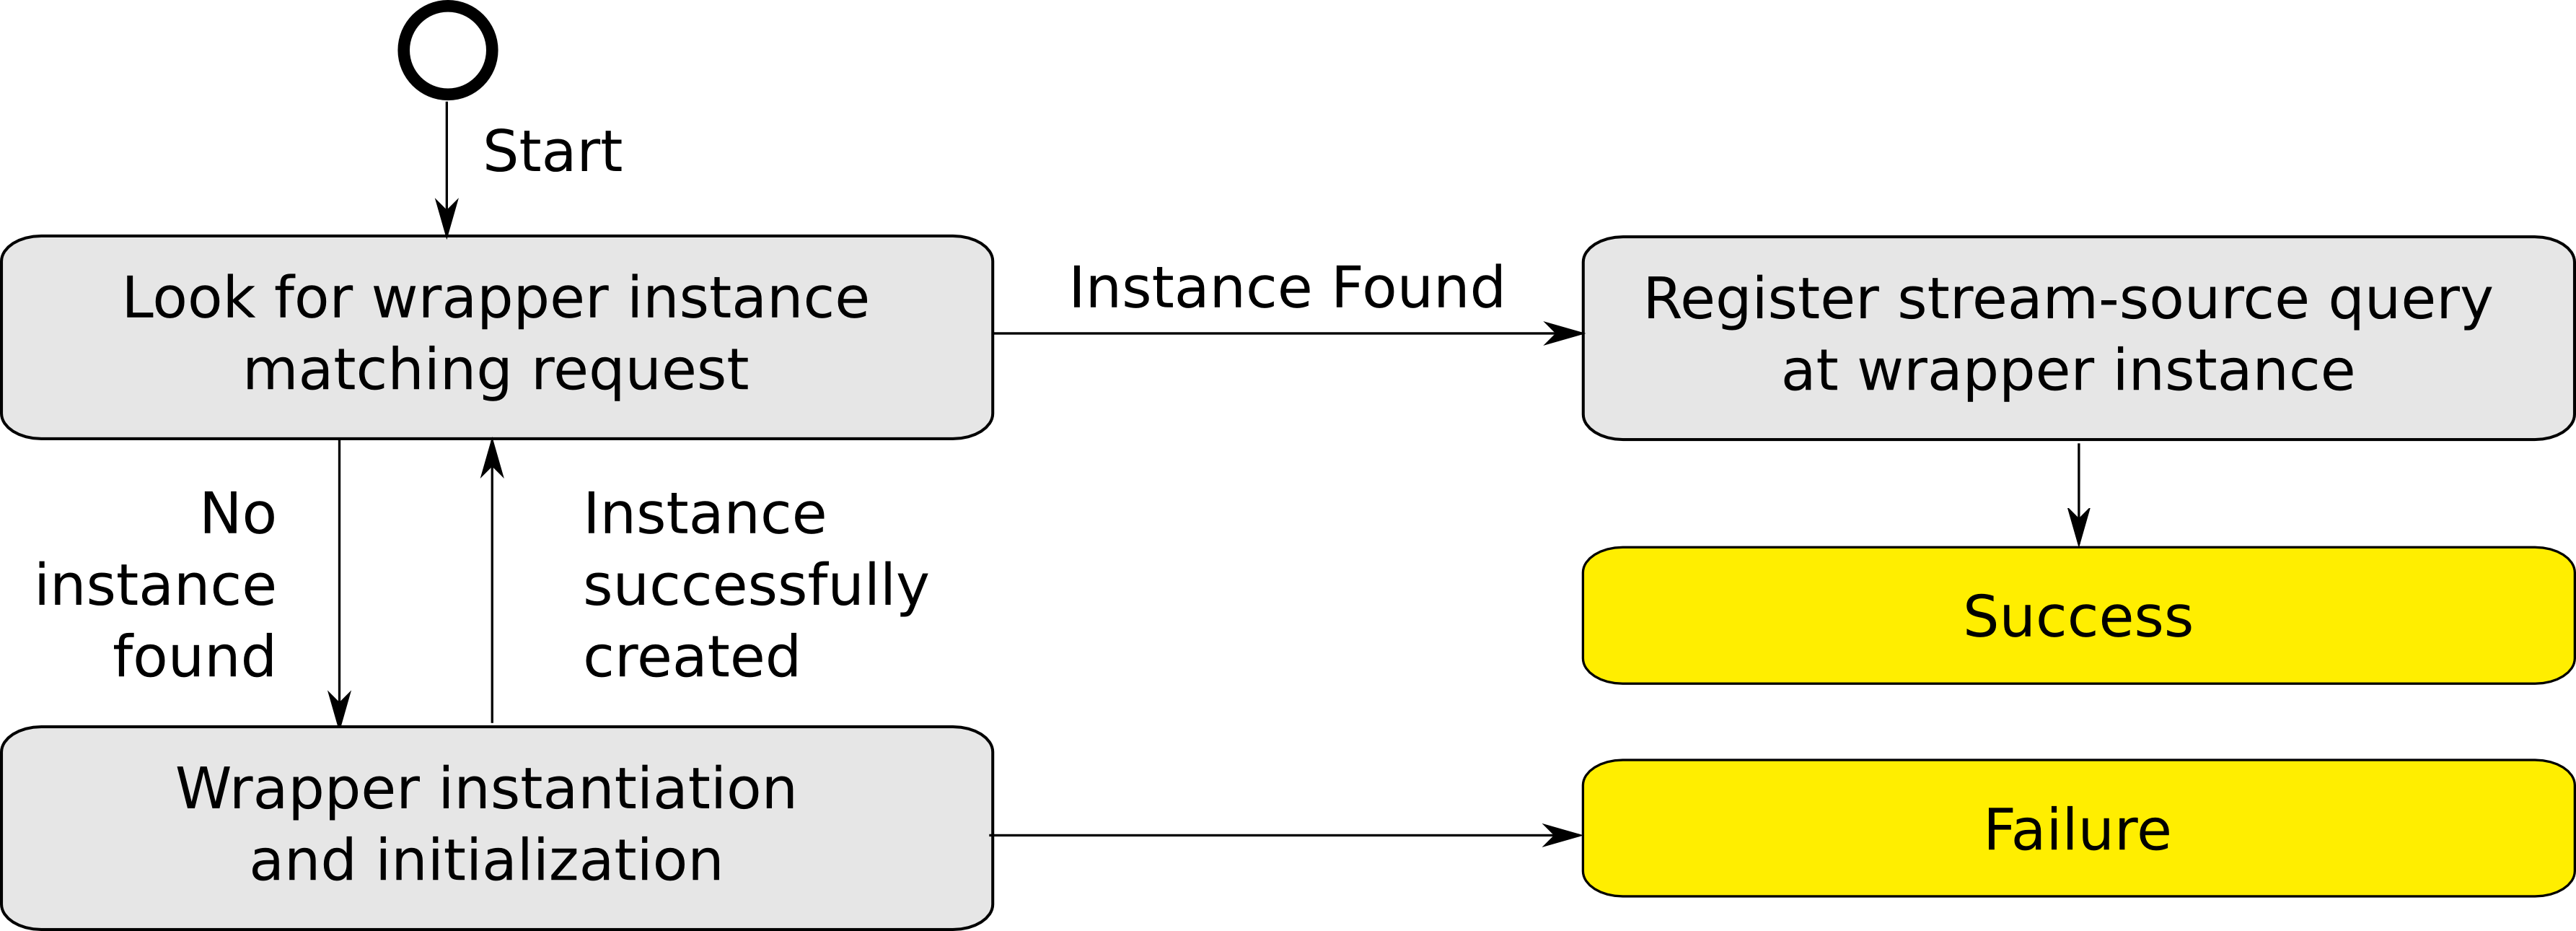 Start
Look for wrapper instance
matching request
Instance Found
Register stream-source query
at wrapper instance
No
instance
found
Instance
successfully
created
Success
Wrapper instantiation
and initialization
Failure